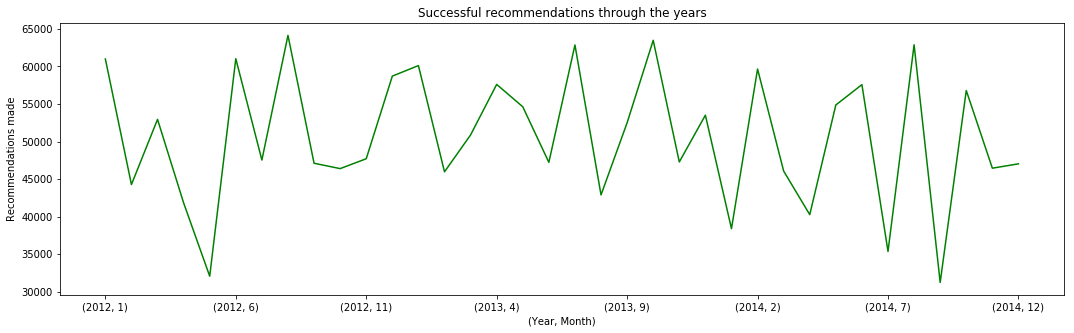 Successful recommendations through the years
Recommendations made
65000
60000
55000
50000
45000
40000
35000
30000
(2012, 1) (2012, 6) (2012, 11) (2013, 4) (2013, 9) (2014, 2) (2014, 7) (2014, 12)
(Year, Month)